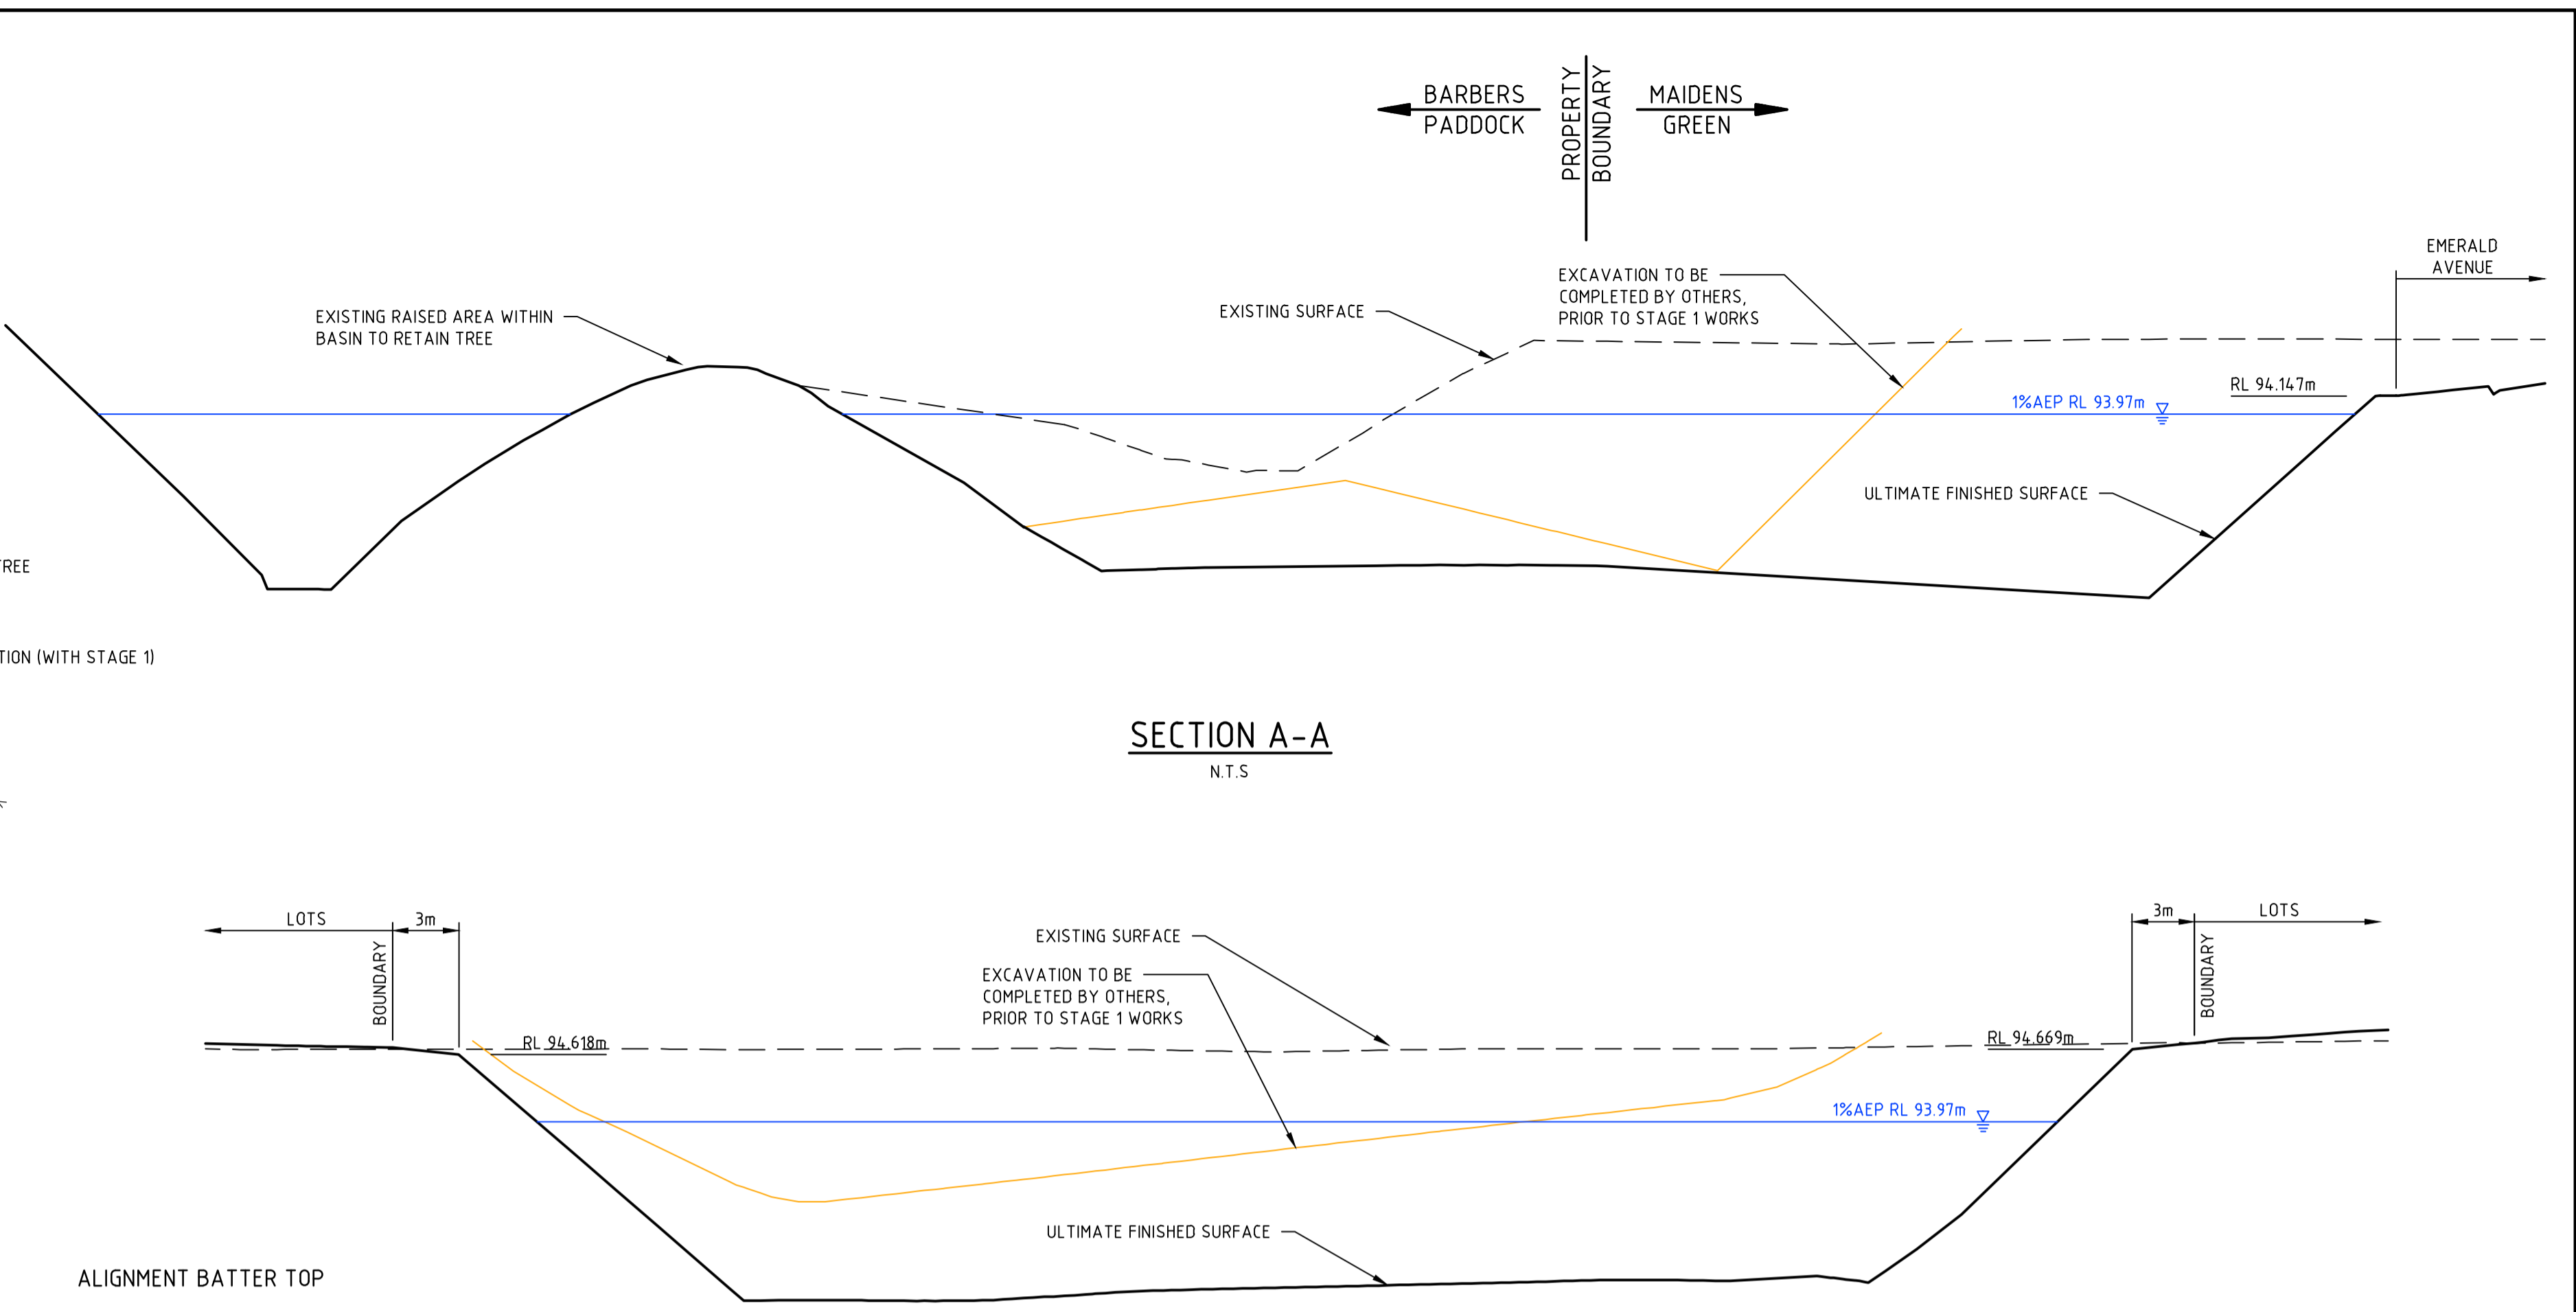 BARBERS
PADDOCK
PROPERTY
BOUNDARY
MAIDENS
GREEN
EMERALD
AVENUE
EXISTING RAISED AREA WITHIN
BASIN TO RETAIN TREE
EXISTING SURFACE
EXCAVATION TO BE
COMPLETED BY OTHERS,
PRIOR TO STAGE 1 WORKS
RL 94.147m
1%AEP RL 93.97m
ULTIMATE FINISHED SURFACE
TREE
TION (WITH STAGE 1)
SECTION A-A
N.T.S
LOTS
3m
BOUNDARY
RL 94.618m
EXISTING SURFACE
EXCAVATION TO BE
COMPLETED BY OTHERS,
PRIOR TO STAGE 1 WORKS
3m
LOTS
BOUNDARY
RL 94.669m
1%AEP RL 93.97m
ULTIMATE FINISHED SURFACE
ALIGNMENT BATTER TOP